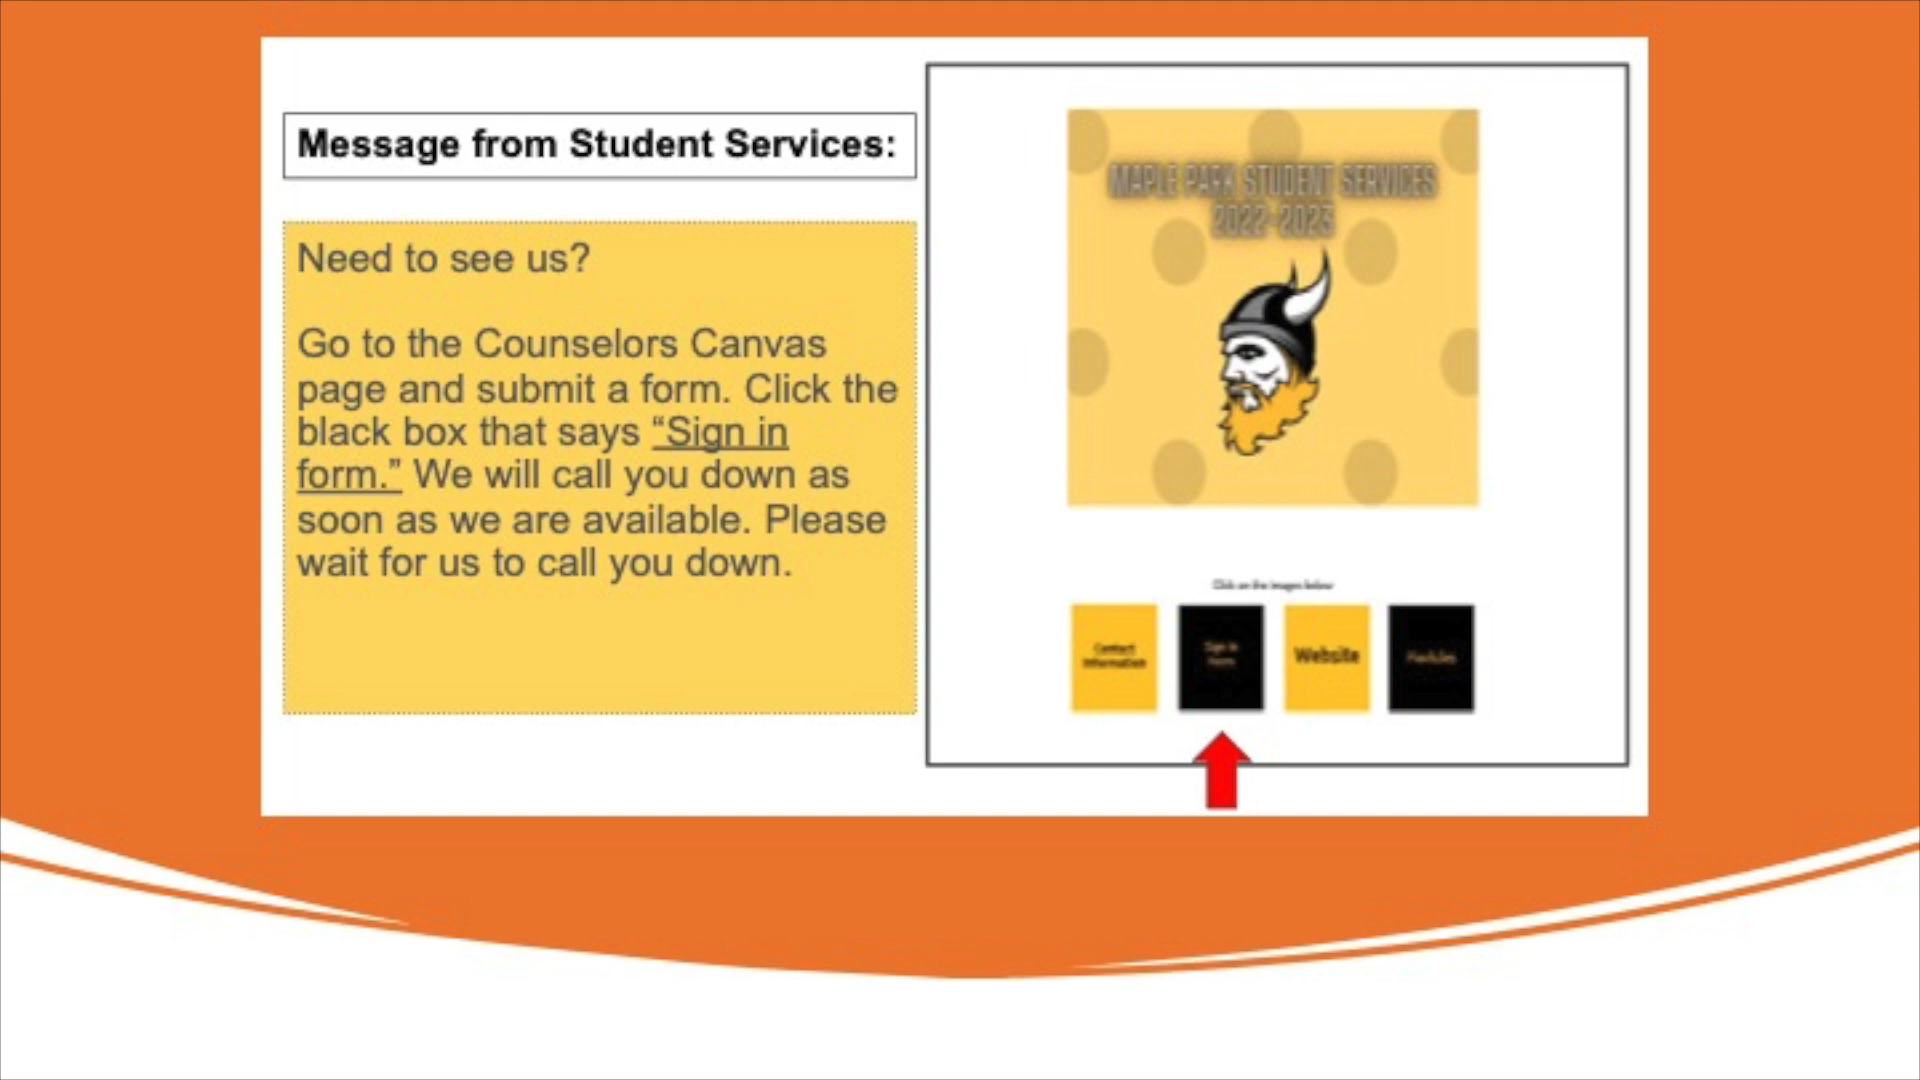 Message from Student Services:
Need to see us?
Go to the Counselors Canvas
page and submit a form. Click the
black box that says “Sign in
form.” We will call you down as
soon as we are available. Please
wait for us to call you down.
MAPLE PARK STUDENT SERVICES
2022-2023
Click on the images below
Contact
Information
Sign in
Form
Website
Modules